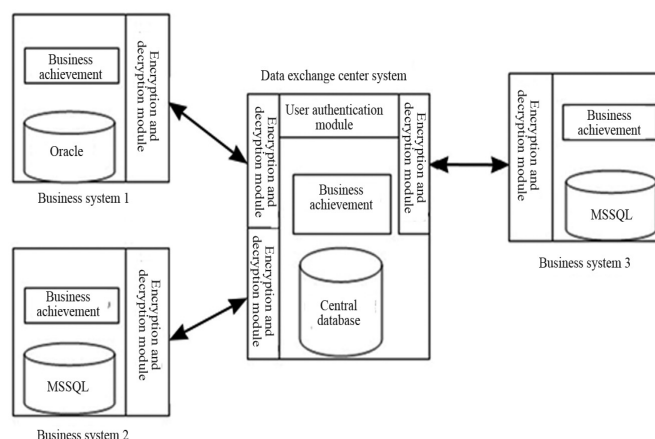 Business
achievement
Oracle
Encryption and
decryption module
Business system 1
Business
achievement
MSSQL
Encryption and
decryption module
Business system 2
Data exchange center system
Encryption and
decryption module
Encryption and
decryption module
User authentication
module
Business
achievement
Central
database
Encryption and
decryption module
Encryption and
decryption module
Business
achievement
MSSQL
Business system 3